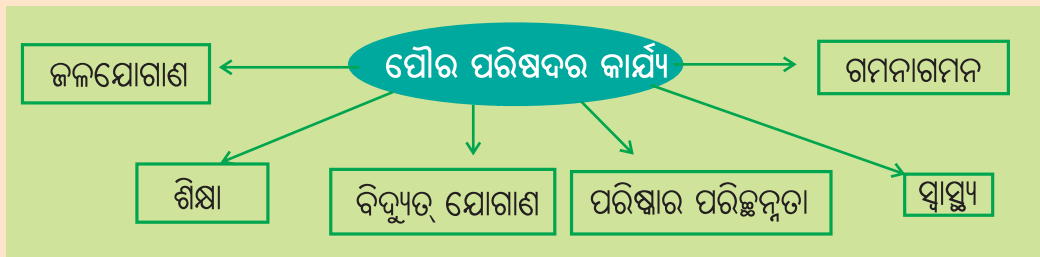 ପୌର ପରିଷଦର କାର୍ଯ୍ୟ
ଜଳଯୋଗାଣ
ଗମନାଗମନ
ଶିକ୍ଷା
ବିଦ୍ୟୁତ୍ ଯୋଗାଣ
ପରିଷ୍କାର ପରିଚ୍ଛନ୍ନତା
ସ୍ୱାସ୍ଥ୍ୟ